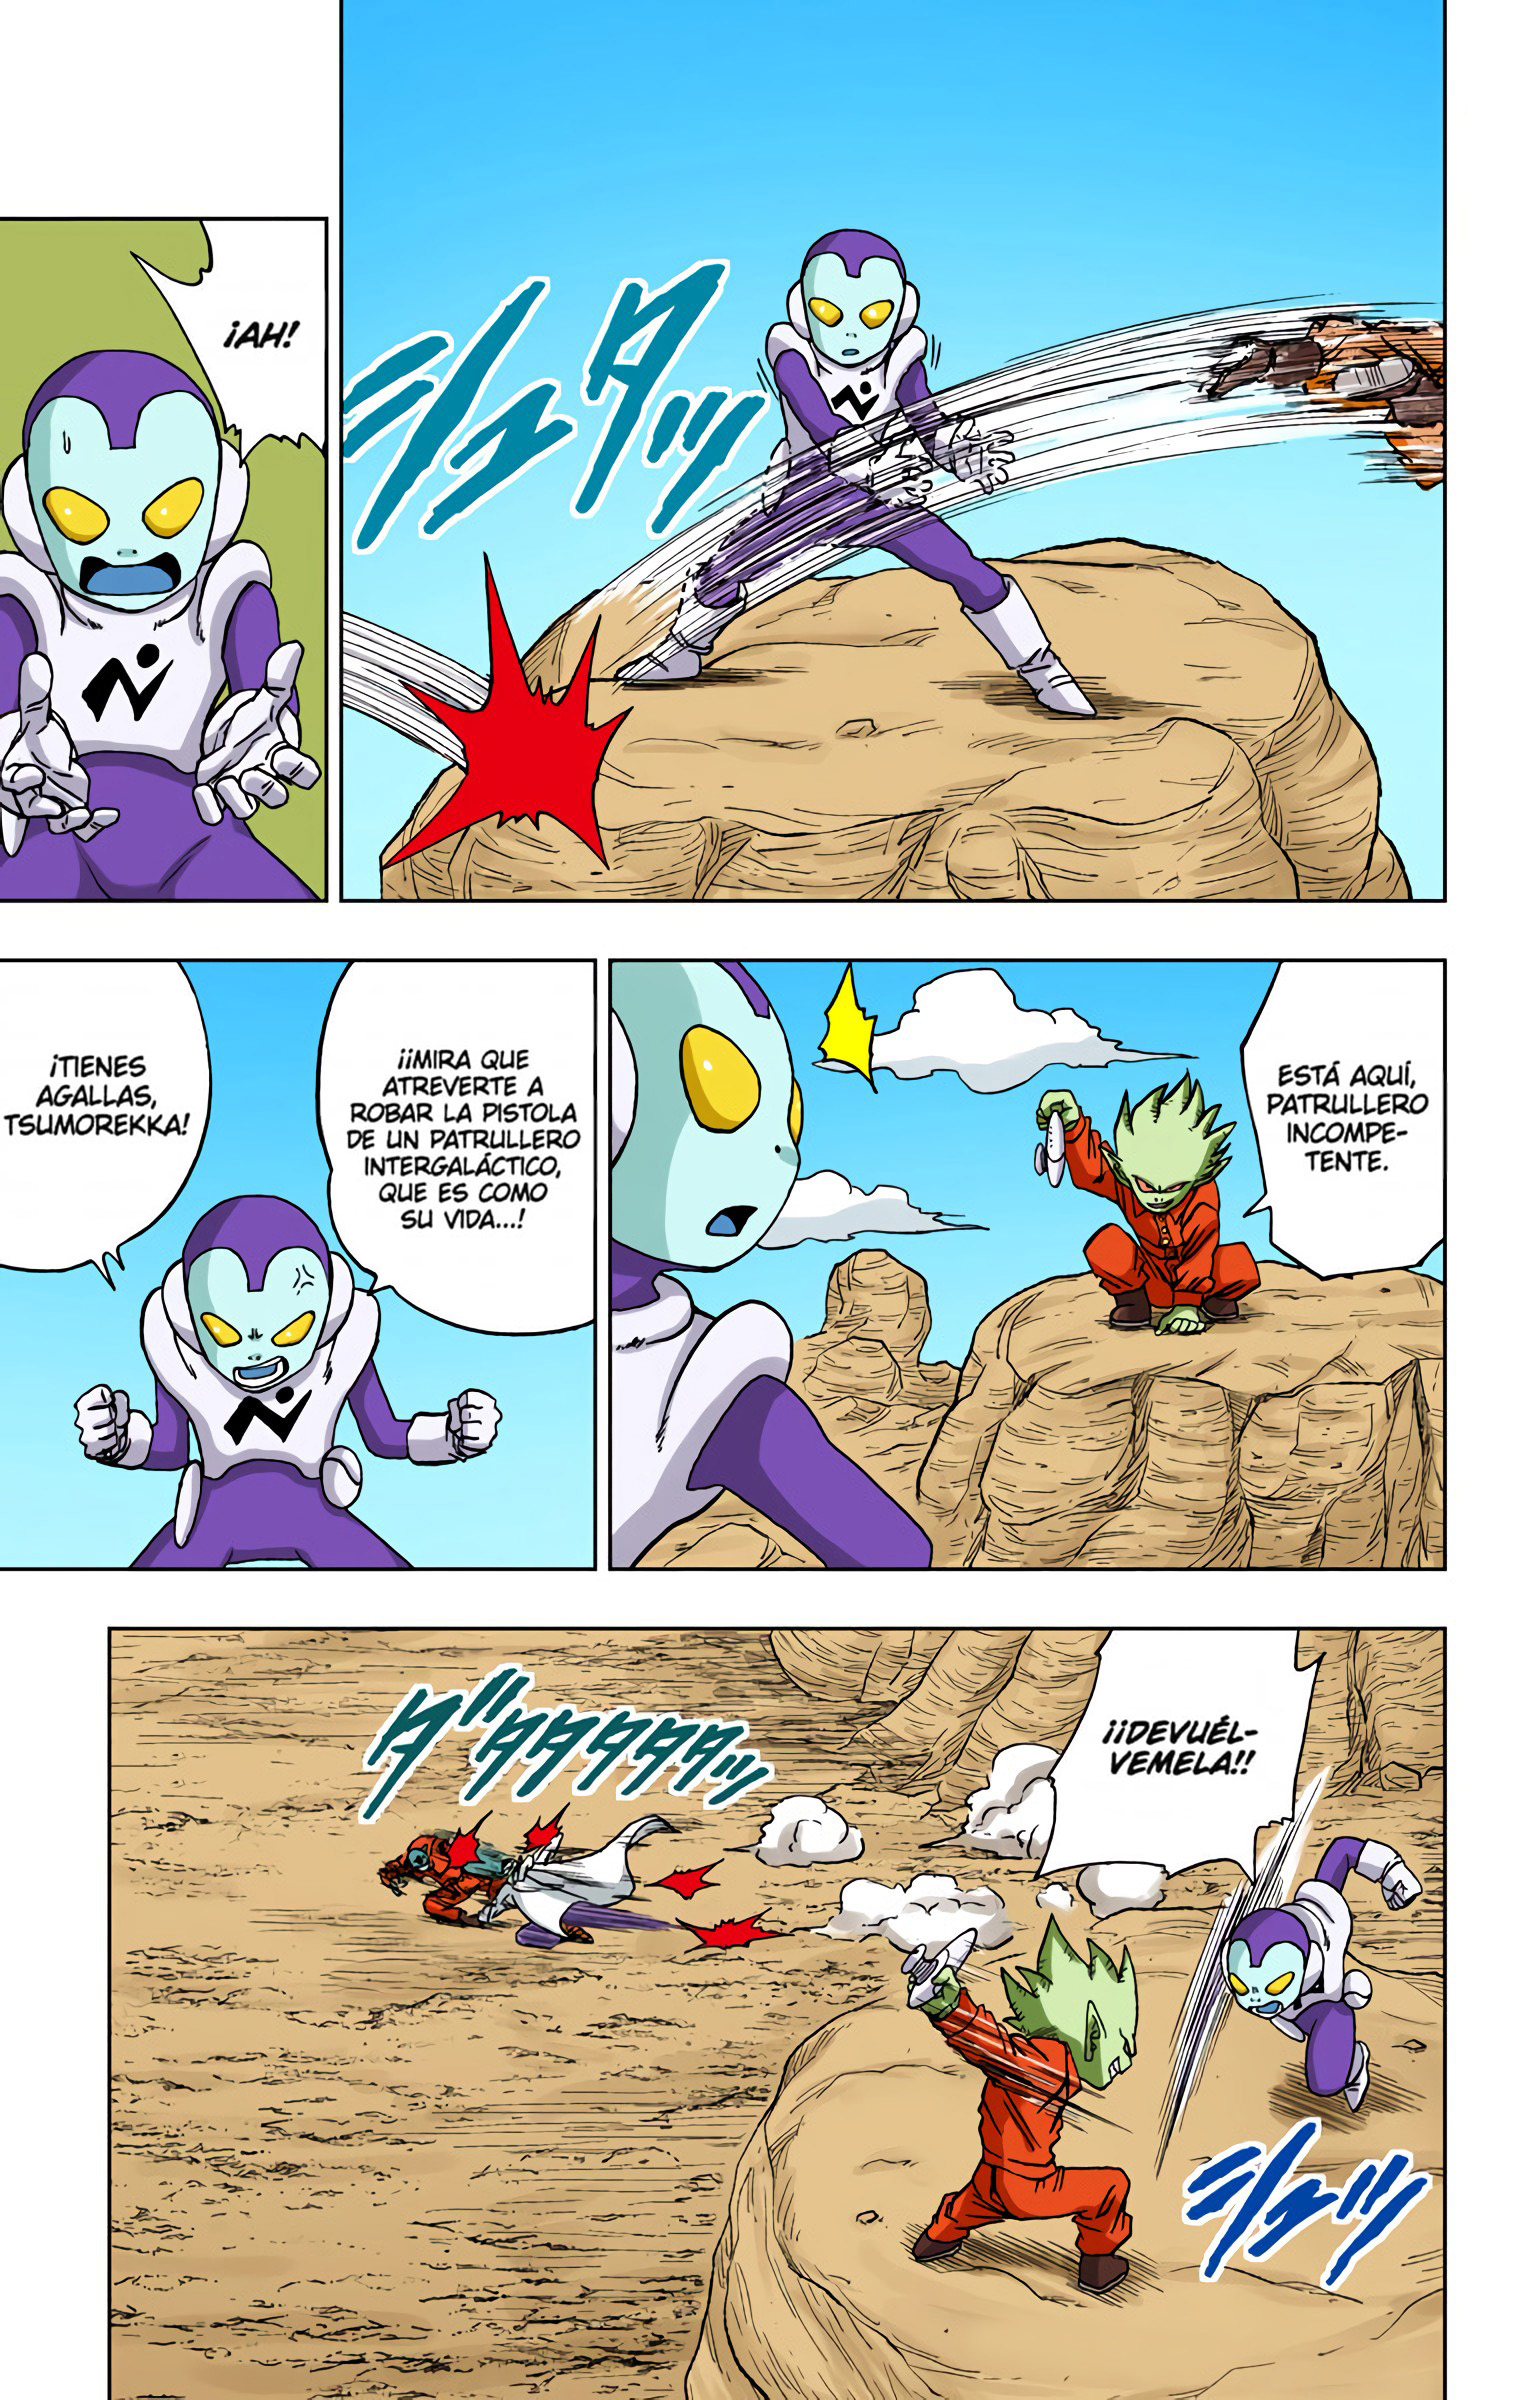 シュタッ
¡AH!
ESTÁ AQUÍ,
PATRULLERO
INCOMPE-
TENTE.
¡¡MIRA QUE
ATREVERTE A
ROBAR LA PISTOLA
DE UN PATRULLERO
INTERGALÁCTICO,
QUE ES COMO
SU VIDA...!
¡TIENES
AGALLAS,
TSUMOREKKA!
¡¡DEVUÉL-
VEMELA!!
ダダダダダダッ
シュッ